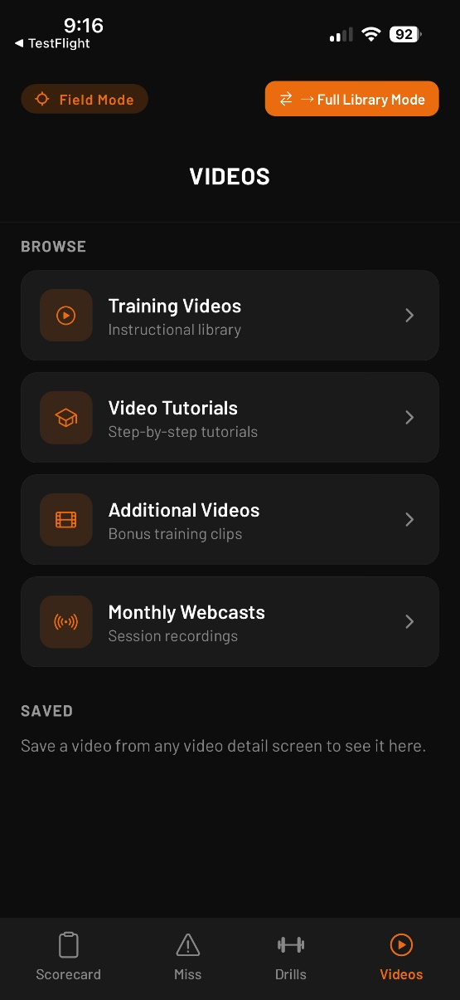 9:16
◀ TestFlight
92
Field Mode
→ Full Library Mode
VIDEOS
BROWSE
Training Videos
Instructional library
Video Tutorials
Step-by-step tutorials
Additional Videos
Bonus training clips
Monthly Webcasts
Session recordings
SAVED
Save a video from any video detail screen to see it here.
Scorecard
Miss
Drills
Videos